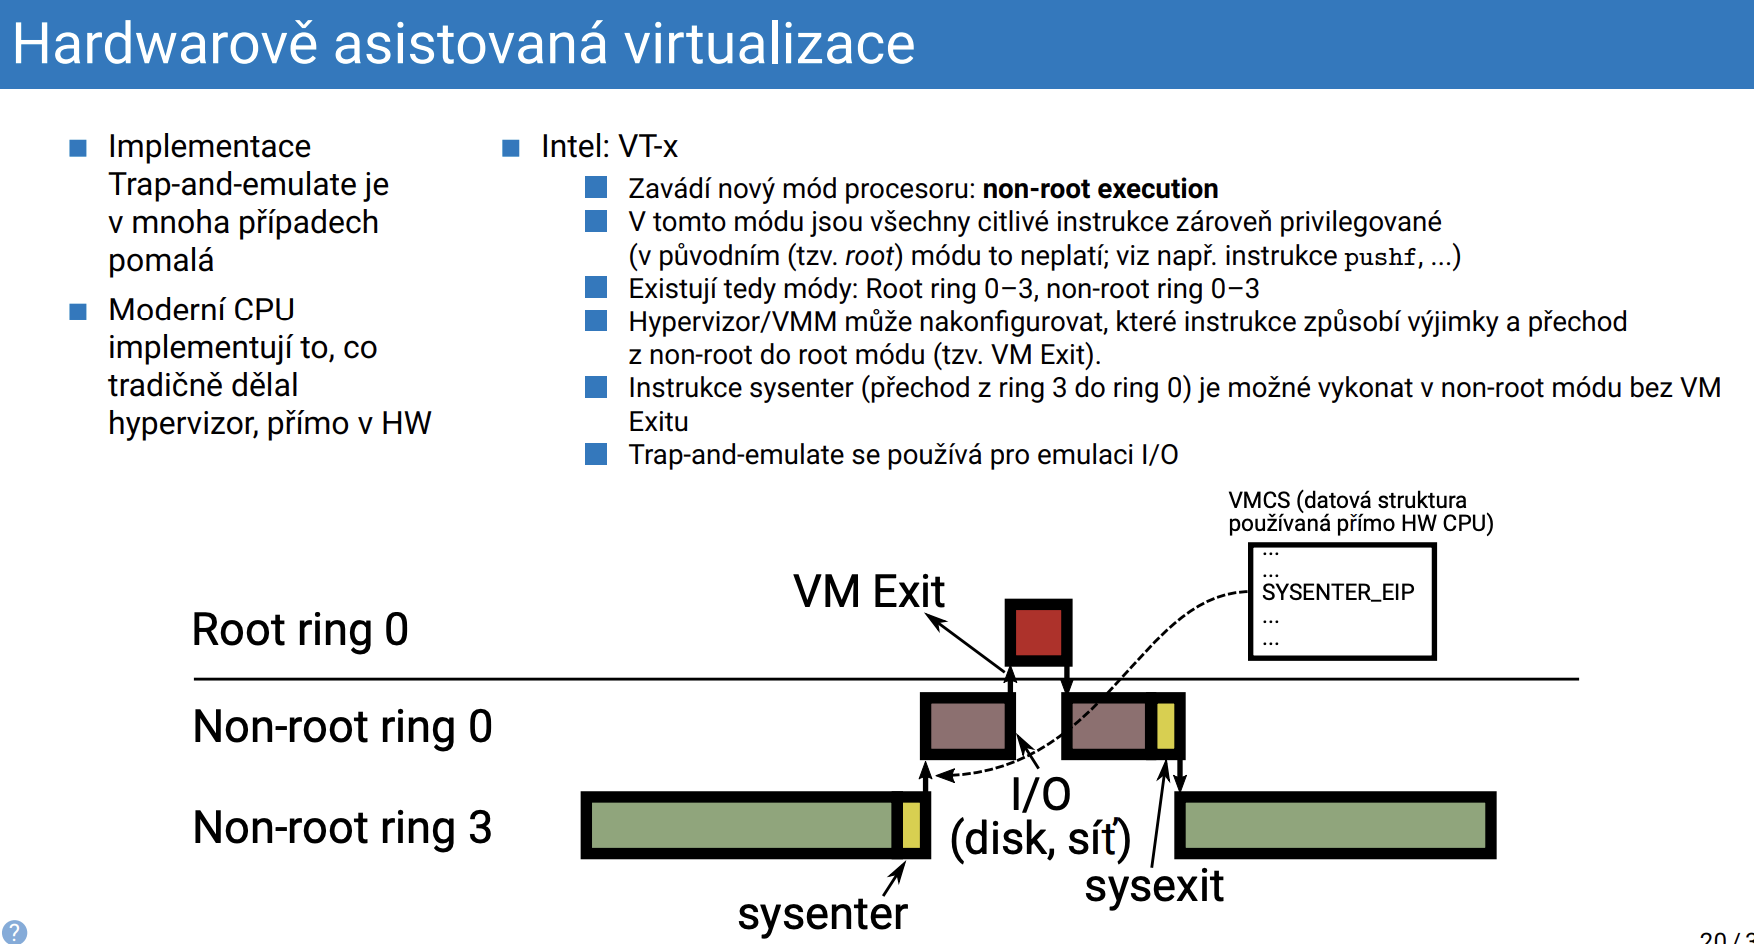 Hardwarově asistovaná virtualizace
Implementace
Trap-and-emulate je
v mnoha případech
pomalá
Moderní CPU
implementují to, co
tradičně dělal
hypervizor, přímo v HW
Intel: VT-x
Zavádí nový mód procesoru: non-root execution
V tomto módu jsou všechny citlivé instrukce zároveň privilegované
(v původním (tzv. root) módu to neplatí; viz např. instrukce pushf, ...)
Existují tedy módy: Root ring 0–3, non-root ring 0–3
Hypervizor/VMM může nakonfigurovat, které instrukce způsobí výjimky a přechod
z non-root do root módu (tzv. VM Exit).
Instrukce sysenter (přechod z ring 3 do ring 0) je možné vykonat v non-root módu bez VM
Exitu
Trap-and-emulate se používá pro emulaci I/O
VMCS (datová struktura
používaná přímo HW CPU)
...
...
SYSENTER_EIP
...
...
VM Exit
Root ring 0
Non-root ring 0
I/O
(disk, síť)
Non-root ring 3
sysexit
sysenter
?
20 / 3